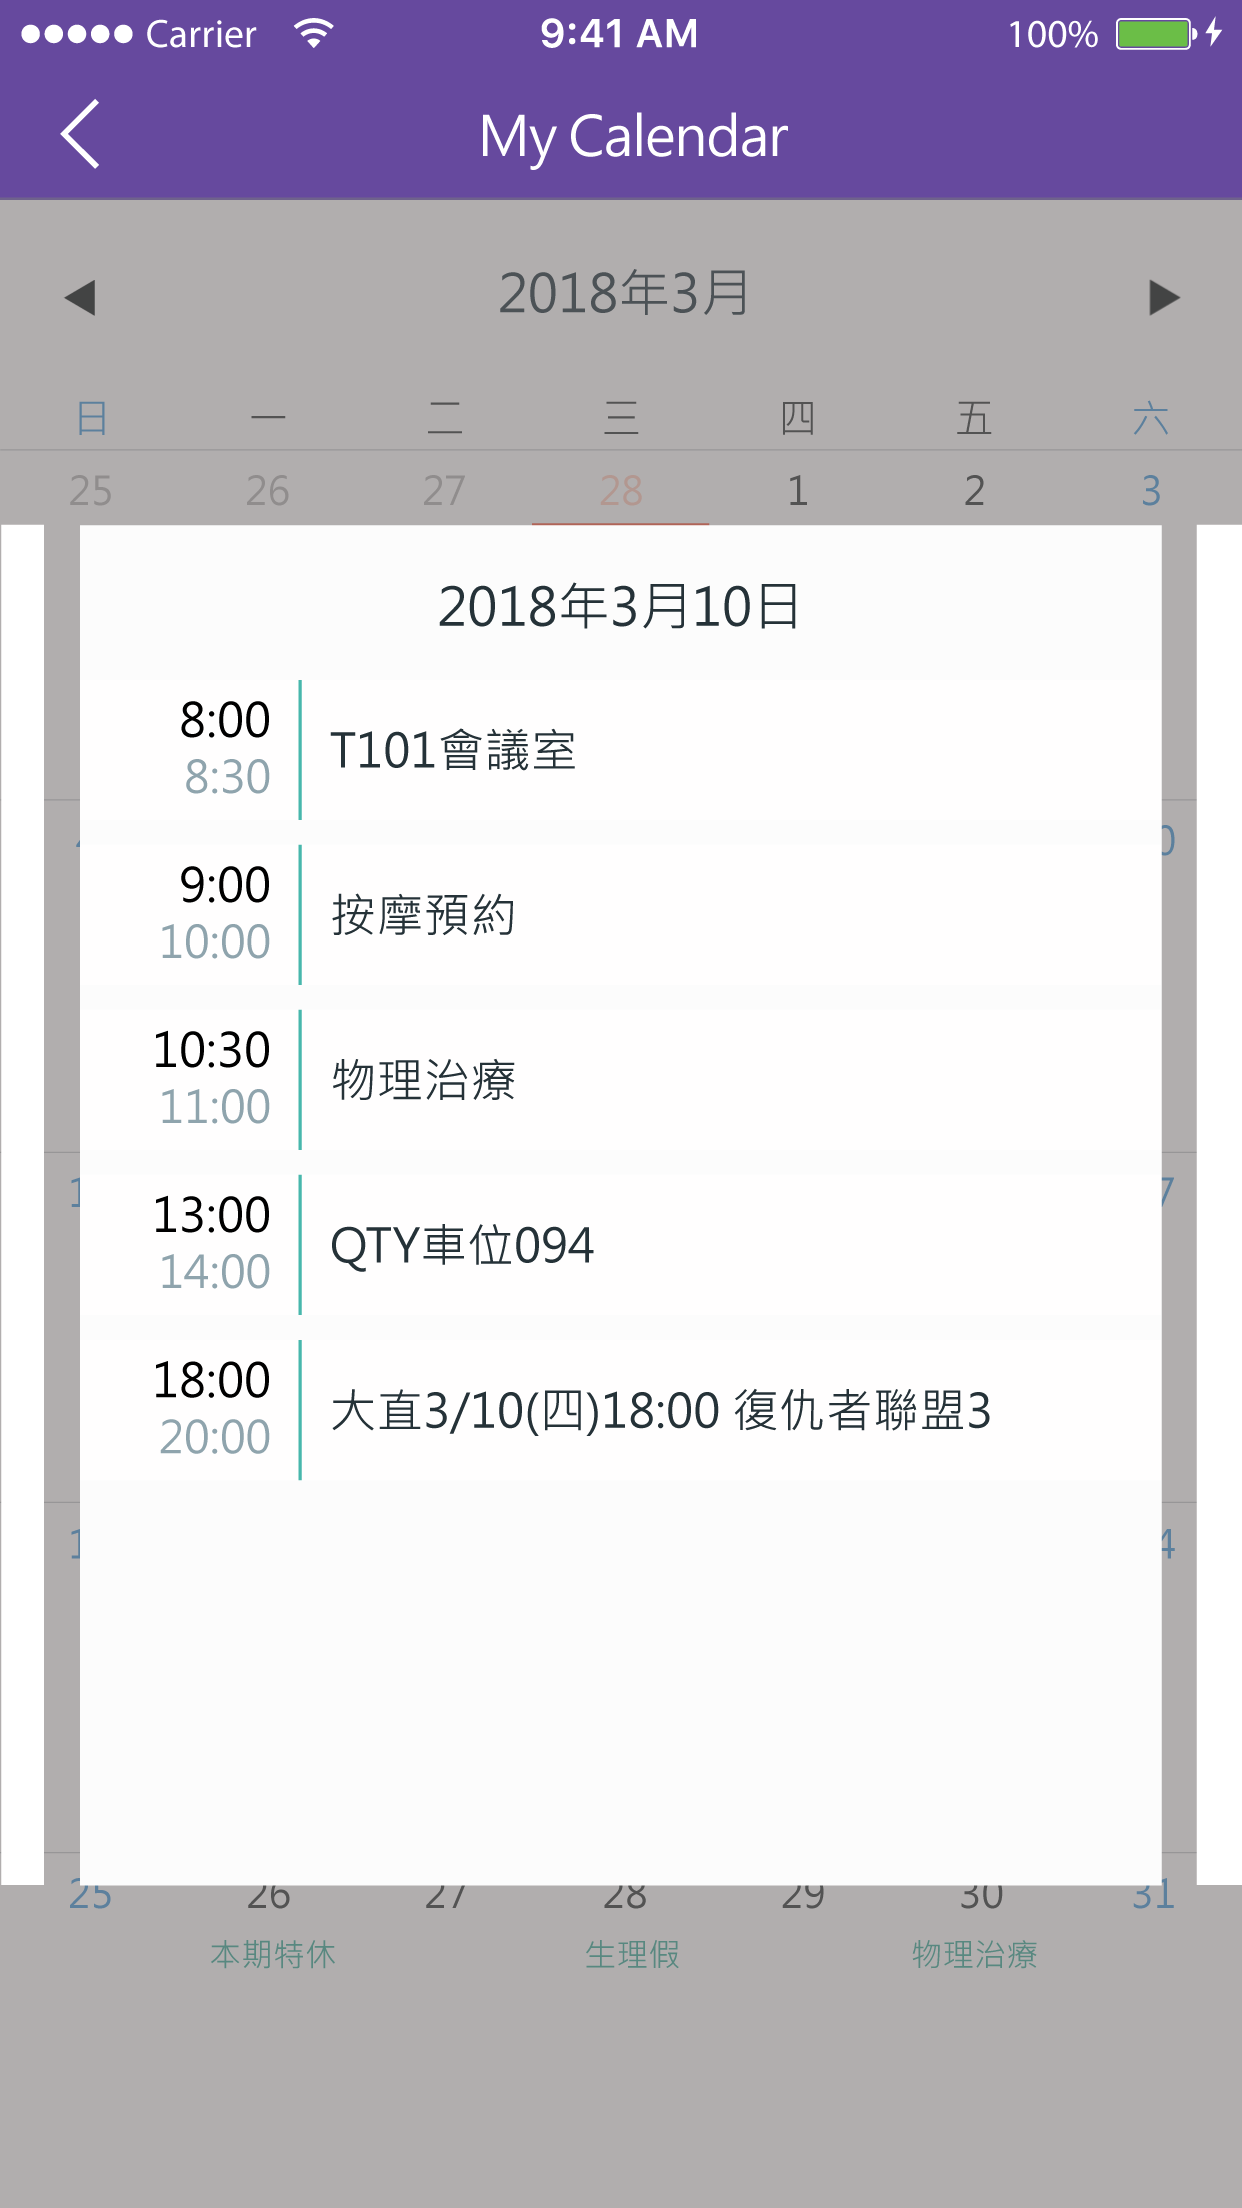 Carrier 9:41 AM 100%
My Calendar
2018年3月
日 一 二 三 四 五 六
25 26 27 28 1 2 3
2018年3月10日
8:00
8:30
T101會議室
9:00
10:00
按摩預約
10:30
11:00
物理治療
13:00
14:00
QTY車位094
18:00
20:00
大直3/10(四)18:00 復仇者聯盟3
25 26 27 28 29 30 31
本期特休 生理假 物理治療